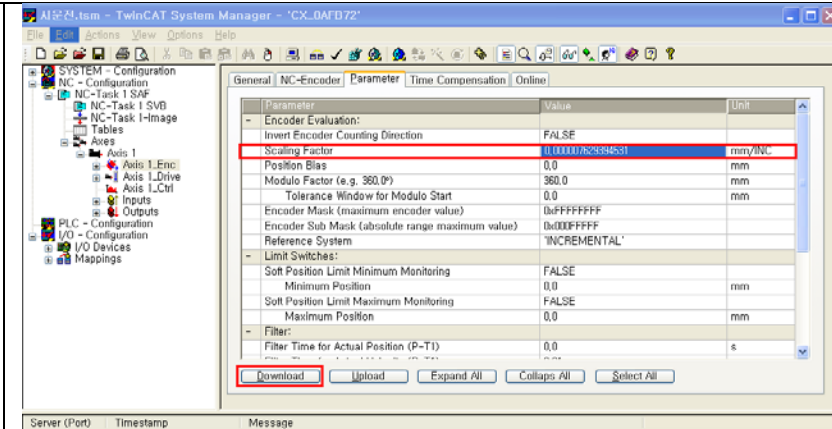 시운전.tsm - TwinCAT System Manager - 'CX_0AFB72'
File Edit Actions View Options Help
SYSTEM - Configuration
NC - Configuration
NC-Task 1 SAF
NC-Task 1 SVB
NC-Task 1-Image
Tables
Axes
Axis 1
Axis 1_Enc
Axis 1_Drive
Axis 1_Ctrl
Inputs
Outputs
PLC - Configuration
I/O - Configuration
I/O Devices
Mappings
General NC-Encoder Parameter Time Compensation Online
Parameter Value Unit
- Encoder Evaluation:
Invert Encoder Counting Direction FALSE
Scaling Factor 0,000007629394531 mm/INC
Position Bias 0,0 mm
Modulo Factor (e.g. 360,0°) 360,0 mm
Tolerance Window for Modulo Start 0,0 mm
Encoder Mask (maximum encoder value) 0xFFFFFFFF
Encoder Sub Mask (absolute range maximum value) 0x000FFFFF
Reference System 'INCREMENTAL'
- Limit Switches:
Soft Position Limit Minimum Monitoring FALSE
Minimum Position 0,0 mm
Soft Position Limit Maximum Monitoring FALSE
Maximum Position 0,0 mm
- Filter:
Filter Time for Actual Position (P-T1) 0,0 s
Download Upload Expand All Collaps All Select All
Server (Port) Timestamp Message